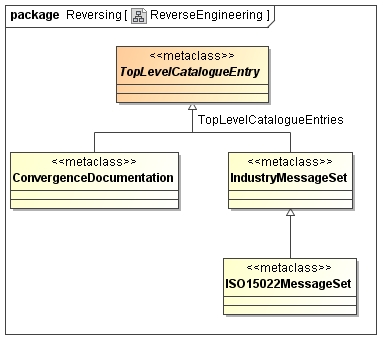 package Reversing [ ReverseEngineering ]
<<metaclass>>
TopLevelCatalogueEntry
TopLevelCatalogueEntries
<<metaclass>>
ConvergenceDocumentation
<<metaclass>>
IndustryMessageSet
<<metaclass>>
ISO15022MessageSet